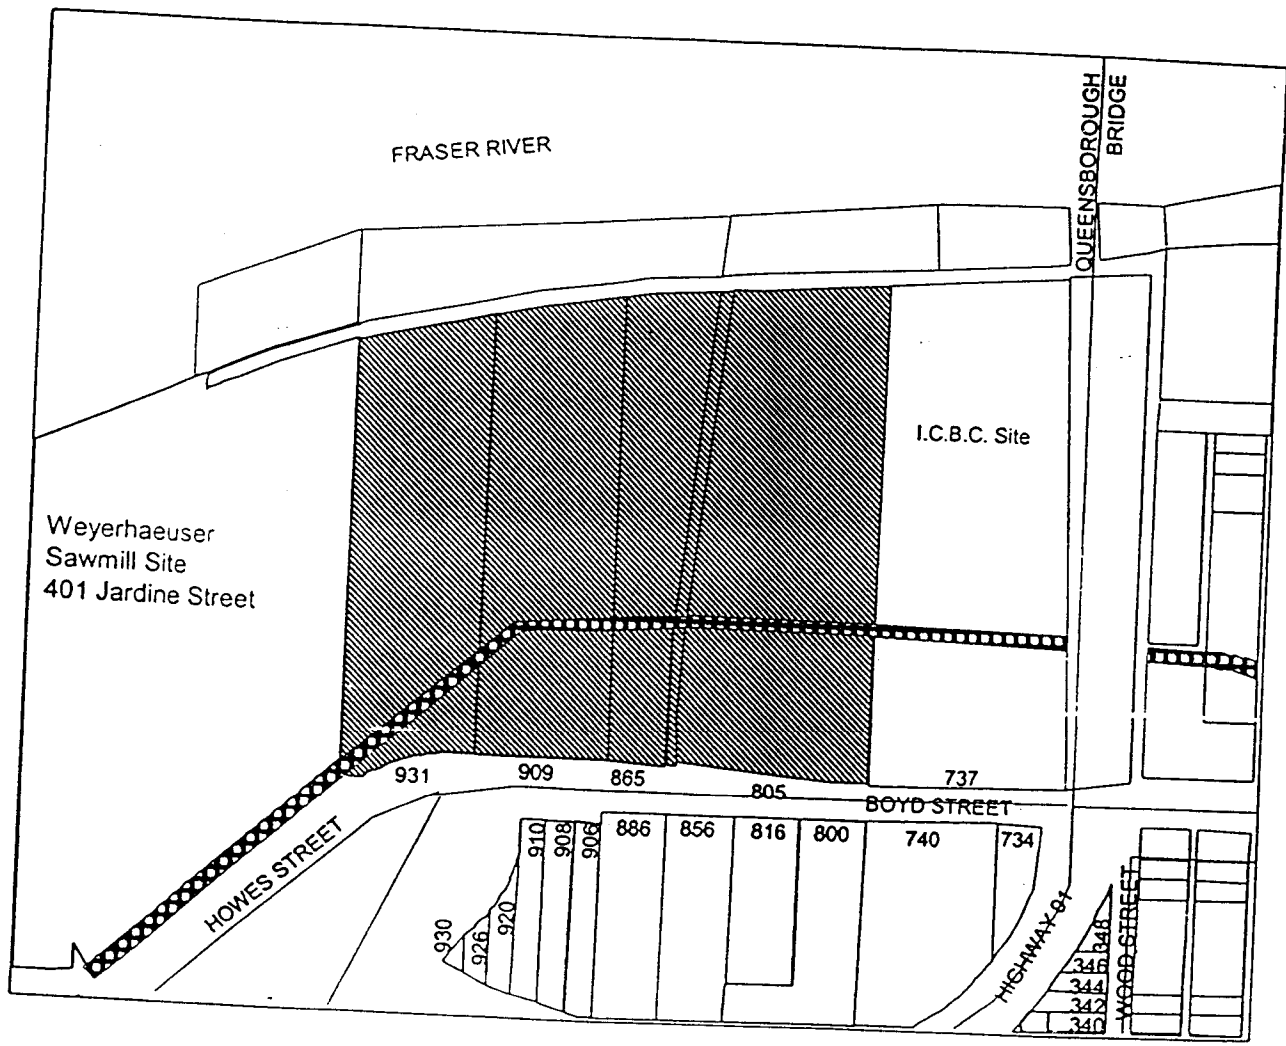 QUEENSBOROUGH
BRIDGE
FRASER RIVER
I.C.B.C. Site
Weyerhaeuser
Sawmill Site
401 Jardine Street
931
909
865
805
737
BOYD STREET
HOWES STREET
910
908
906
886
856
816
800
740
734
930
926
920
HIGHWAY 91
WOOD STREET
348
346
344
342
340